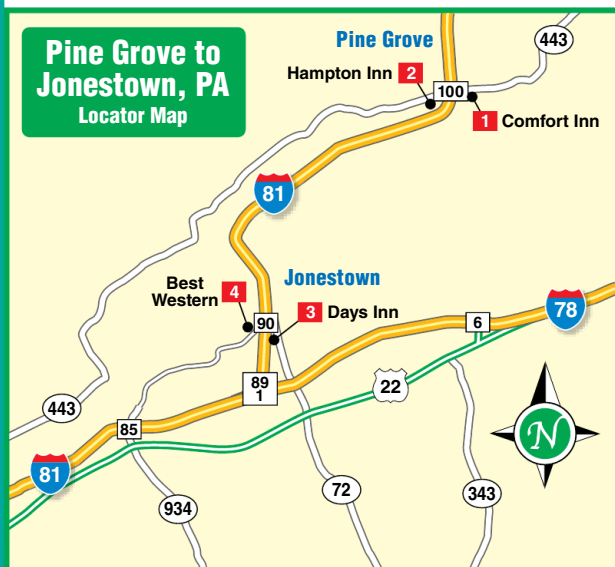 Pine Grove to
Jonestown, PA
Locator Map
Pine Grove
443
Hampton Inn 2
100
1 Comfort Inn
81
Jonestown
Best
Western 4
90
3 Days Inn
6
78
89
1
22
443
85
N
81
934
72
343